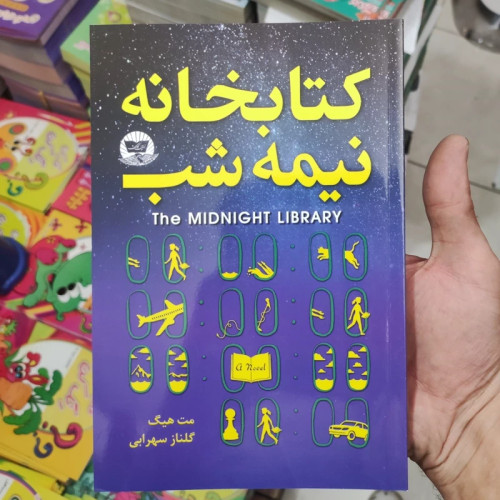 کتابخانه
نیمه شب
The MIDNIGHT LIBRARY
A Novel
مت هیگ
گلناز سهرابی